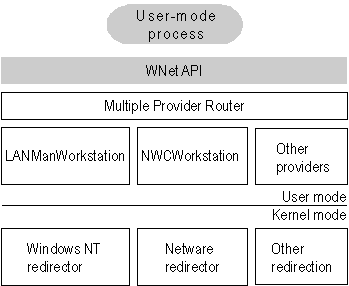 User-mode
process
WNet API
Multiple Provider Router
LANManWorkstation
NWCWorkstation
Other
providers
User mode
Kernel mode
Windows NT
redirector
Netware
redirector
Other
redirection